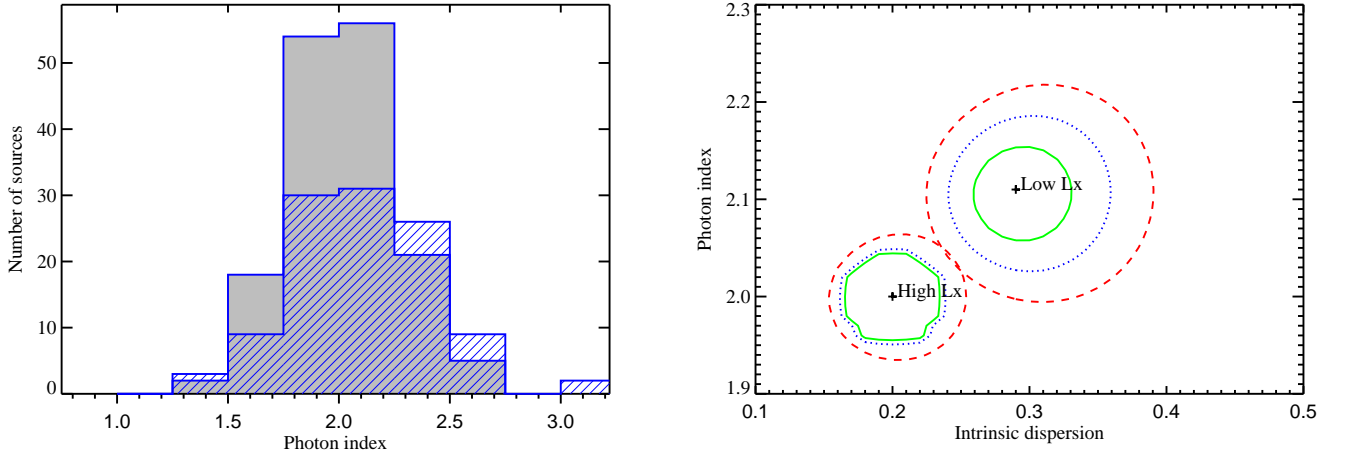 50
40
30
20
10
0
Number of sources
1.0 1.5 2.0 2.5 3.0
Photon index
2.3
2.2
2.1
2.0
1.9
Photon index
Low Lx
High Lx
0.1 0.2 0.3 0.4 0.5
Intrinsic dispersion